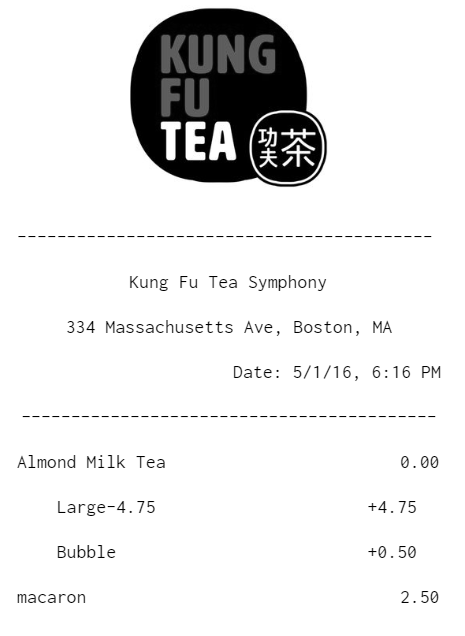 KUNG
FU
TEA
功夫 茶
------------------------------------------
Kung Fu Tea Symphony
334 Massachusetts Ave, Boston, MA
Date: 5/1/16, 6:16 PM
------------------------------------------
Almond Milk Tea 0.00
Large-4.75 +4.75
Bubble +0.50
macaron 2.50